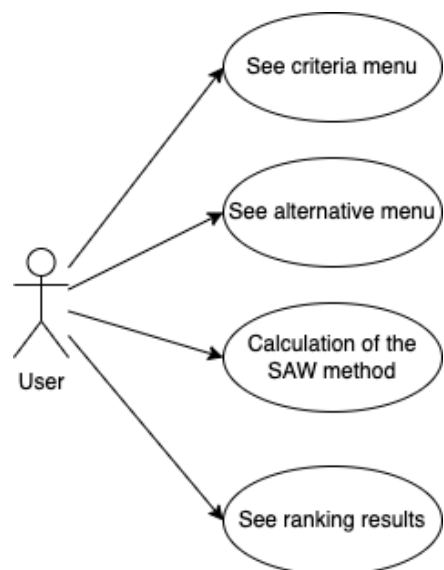 See criteria menu
See alternative menu
Calculation of the
SAW method
User
See ranking results